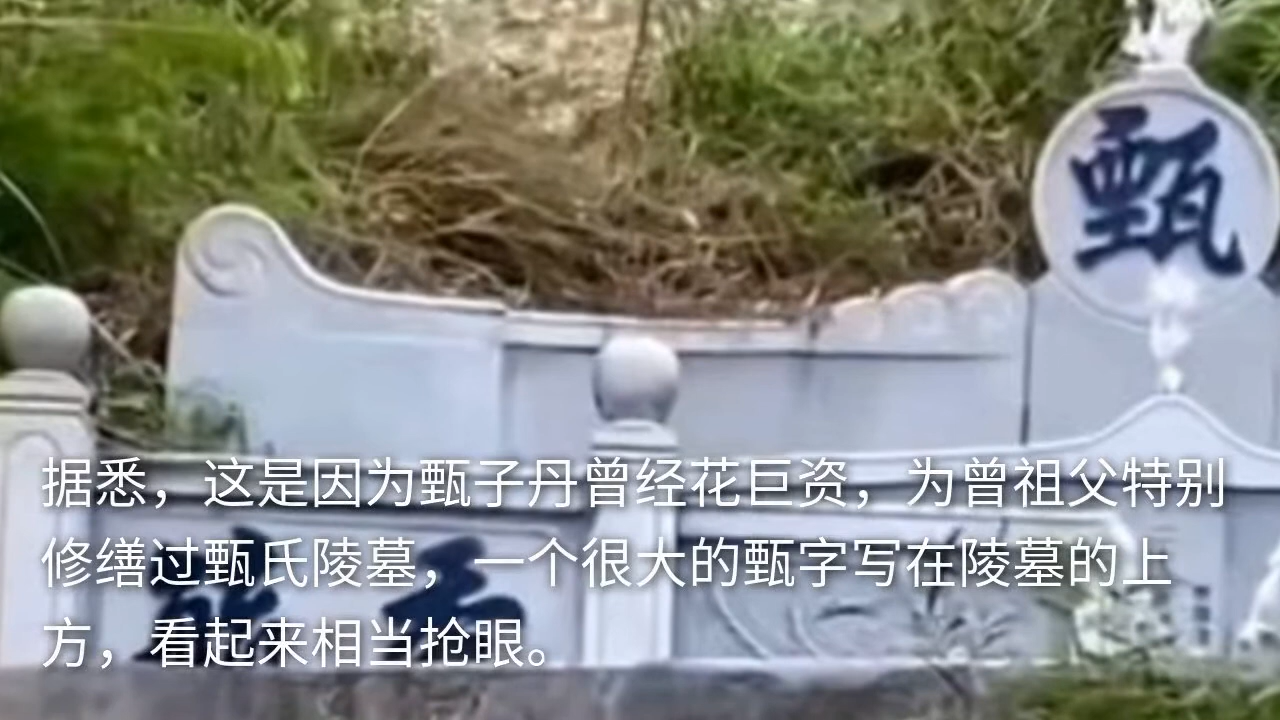 甄
据悉，这是因为甄子丹曾经花巨资，为曾祖父特别
修缮过甄氏陵墓，一个很大的甄字写在陵墓的上
方，看起来相当抢眼。